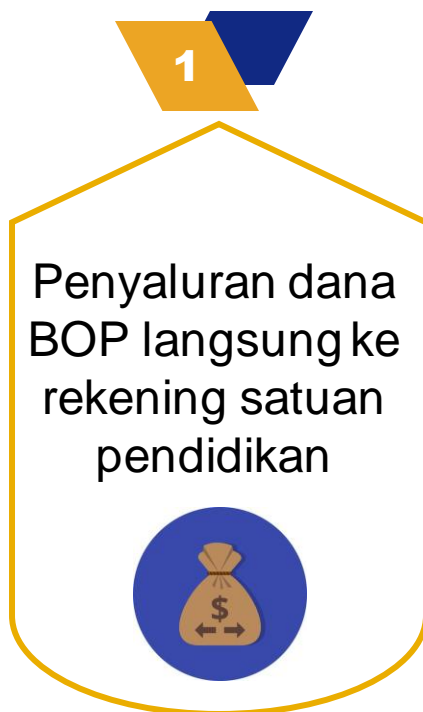 1
Penyaluran dana
BOP langsung ke
rekening satuan
pendidikan
$